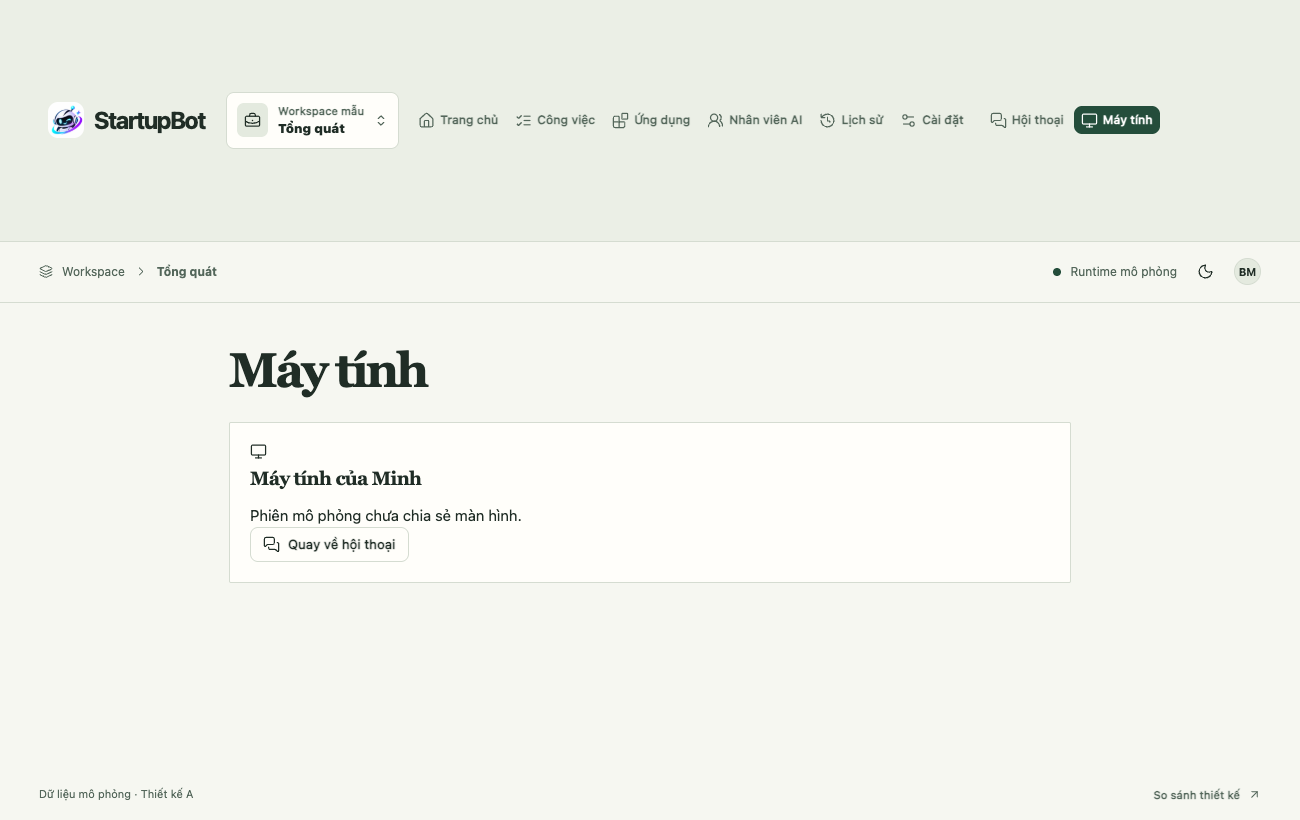 StartupBot
Workspace mẫu
Tổng quát
Trang chủ
Công việc
Ứng dụng
Nhân viên AI
Lịch sử
Cài đặt
Hội thoại
Máy tính
Workspace
Tổng quát
Runtime mô phỏng
BM
Máy tính
Máy tính của Minh
Phiên mô phỏng chưa chia sẻ màn hình.
Quay về hội thoại
Dữ liệu mô phỏng · Thiết kế A
So sánh thiết kế